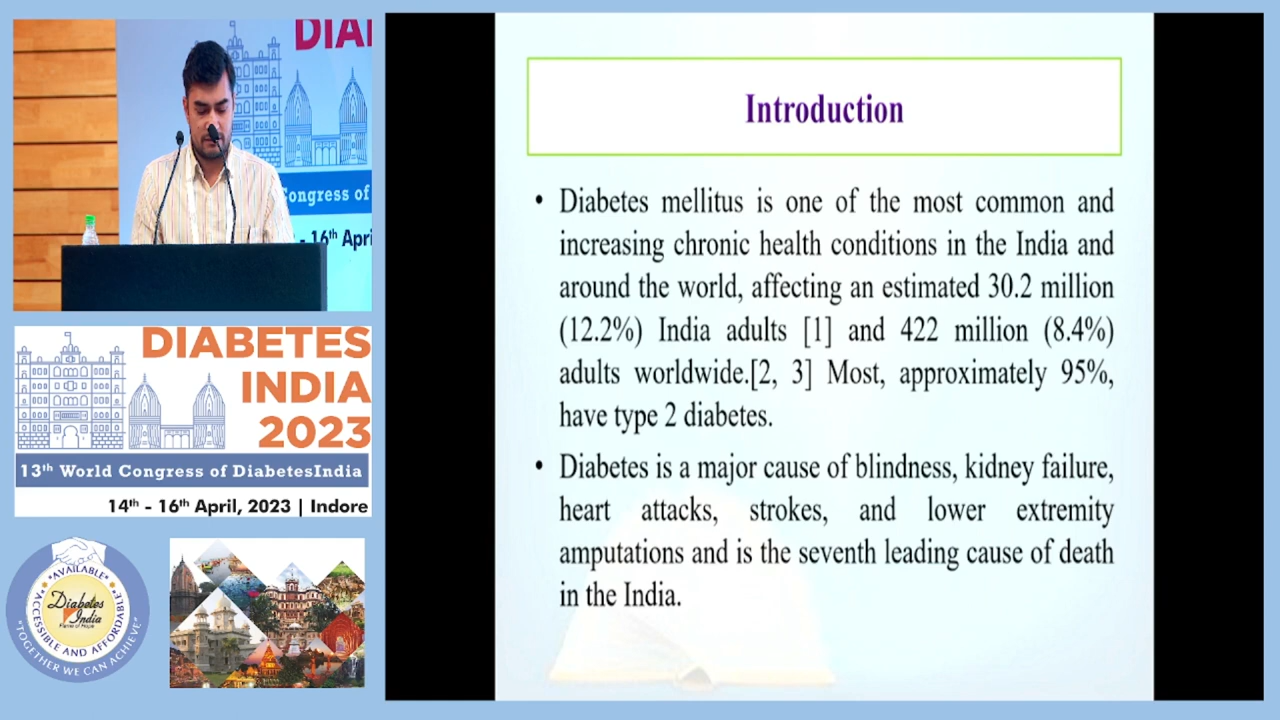 DIA
Congress of
- 16th Apri
DIABETES
INDIA
2023
13th World Congress of DiabetesIndia
14th - 16th April, 2023 | Indore
"AVAILABLE"
"ACCESSIBLE AND AFFORDABLE"
Diabetes
India
Flame of Hope
"TOGETHER WE CAN ACHIEVE"
Introduction
• Diabetes mellitus is one of the most common and
increasing chronic health conditions in the India and
around the world, affecting an estimated 30.2 million
(12.2%) India adults [1] and 422 million (8.4%)
adults worldwide.[2, 3] Most, approximately 95%,
have type 2 diabetes.
• Diabetes is a major cause of blindness, kidney failure,
heart attacks, strokes, and lower extremity
amputations and is the seventh leading cause of death
in the India.